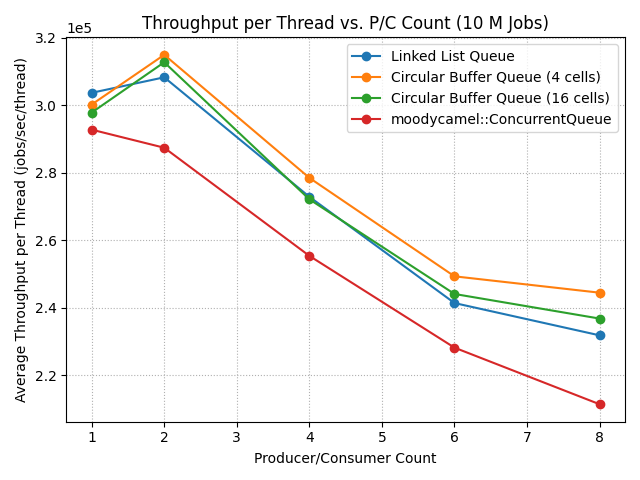 Throughput per Thread vs. P/C Count (10 M Jobs)
1e5
3.2
3.0
2.8
2.6
2.4
2.2
Average Throughput per Thread (jobs/sec/thread)
Linked List Queue
Circular Buffer Queue (4 cells)
Circular Buffer Queue (16 cells)
moodycamel::ConcurrentQueue
1 2 3 4 5 6 7 8
Producer/Consumer Count